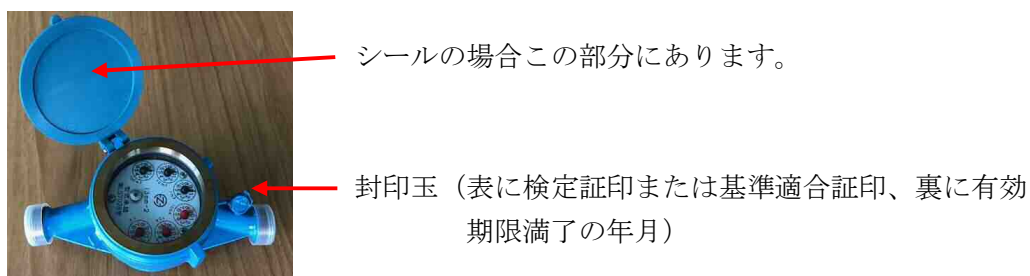 シールの場合この部分にあります。
封印玉（表に検定証印または基準適合証印、裏に有効
期限満了の年月）